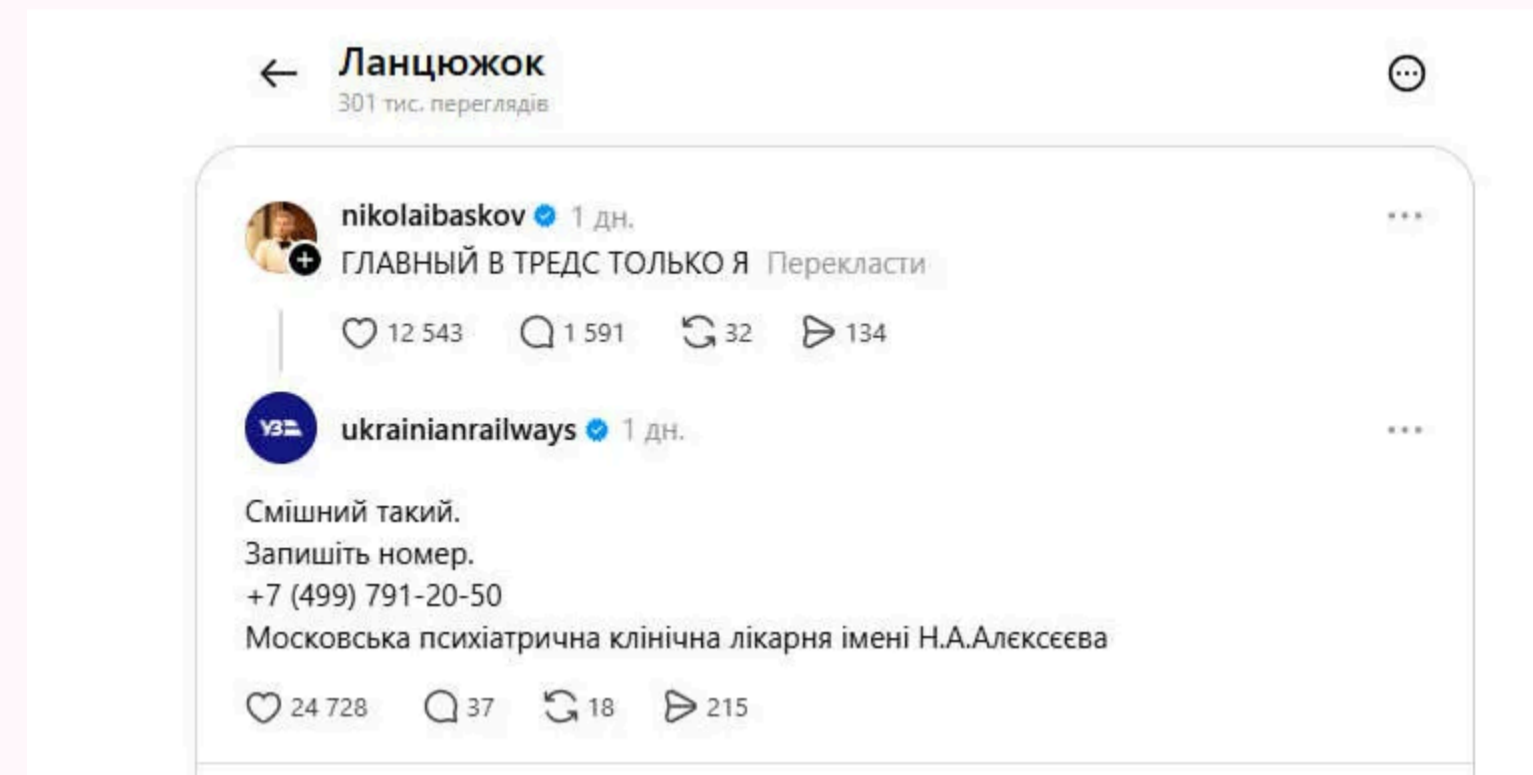 Ланцюжок
301 тис. переглядів
nikolaibaskov 1 дн.
ГЛАВНЫЙ В ТРЕДС ТОЛЬКО Я Перекласти
12 543 1 591 32 134
УЗ
ukrainianrailways 1 дн.
Смішний такий.
Запишіть номер.
+7 (499) 791-20-50
Московська психіатрична клінічна лікарня імені Н.А.Алєксєєва
24 728 37 18 215